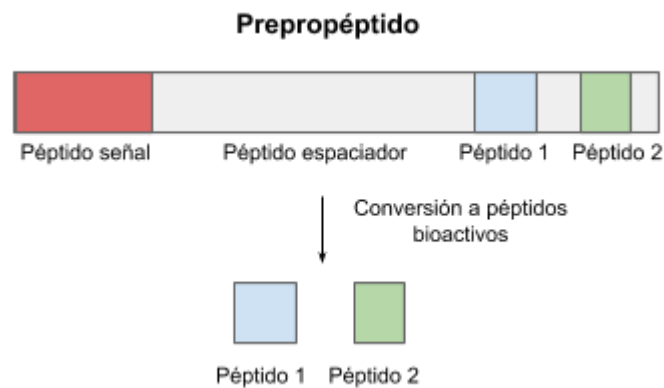 Prepropéptido
Péptido señal Péptido espaciador Péptido 1 Péptido 2
Conversión a péptidos
bioactivos
Péptido 1 Péptido 2